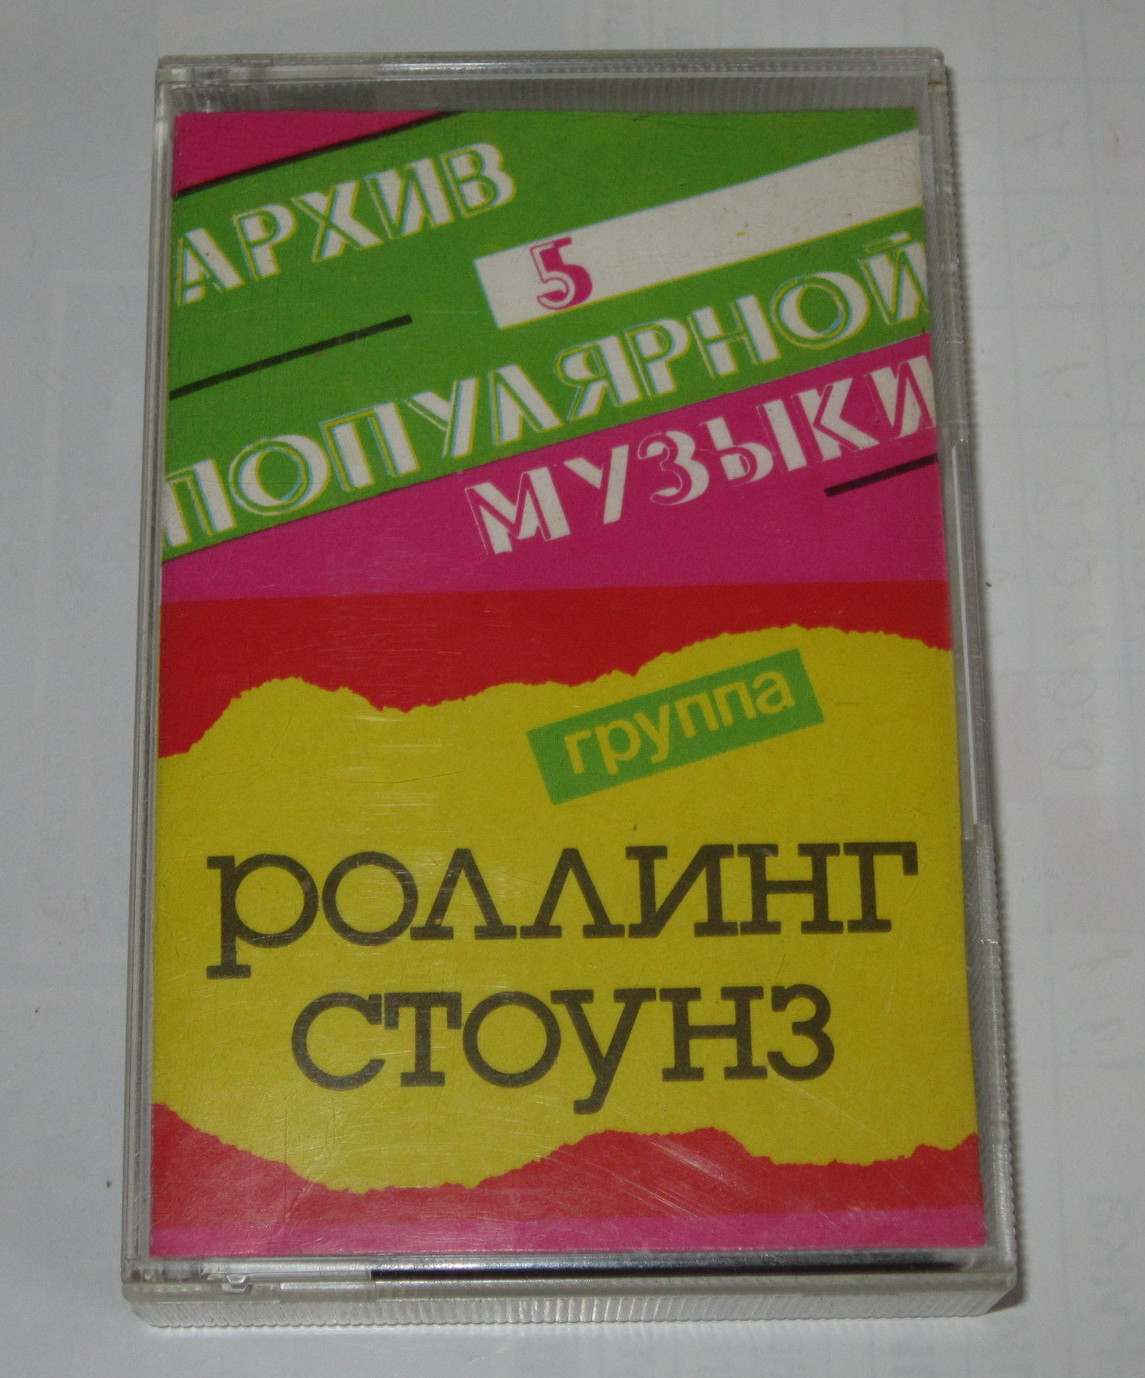 АРХИВ
5
ПОПУЛЯРНОЙ
МУЗЫКИ
группа
роллинг
стоунз